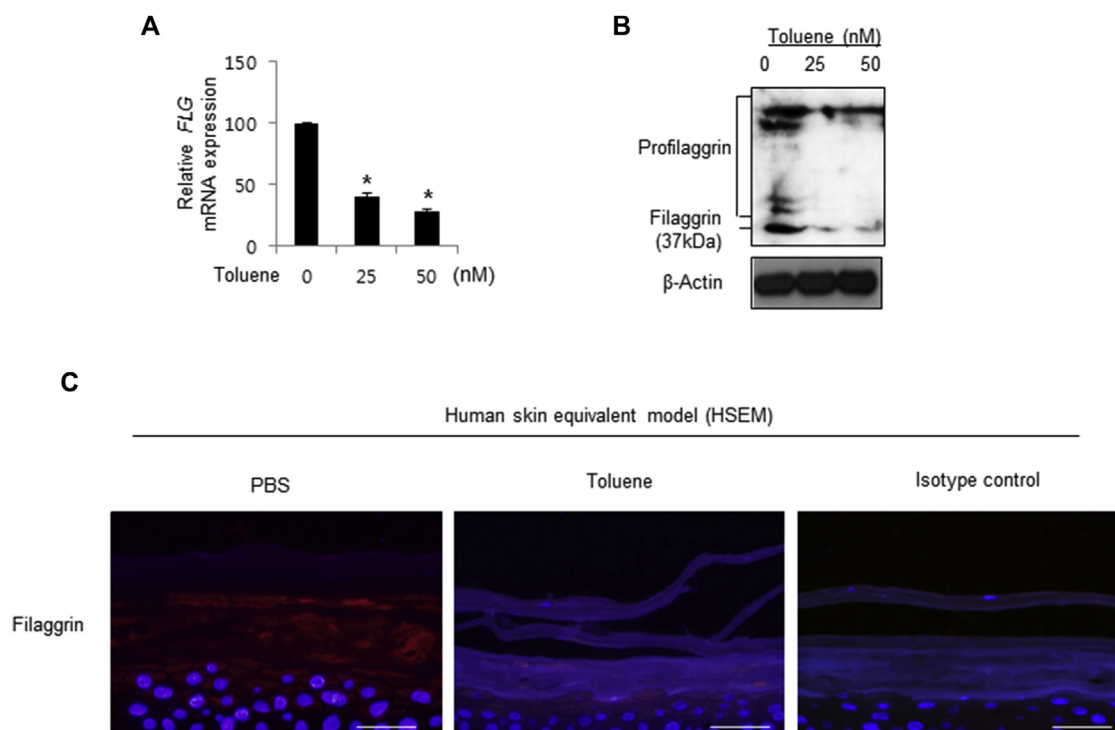 A
150
100
50
0
Relative FLG
mRNA expression
*
*
Toluene 0 25 50 (nM)
B
Toluene (nM)
0 25 50
Profilaggrin
Filaggrin
(37kDa)
β-Actin
C
Human skin equivalent model (HSEM)
PBS Toluene Isotype control
Filaggrin